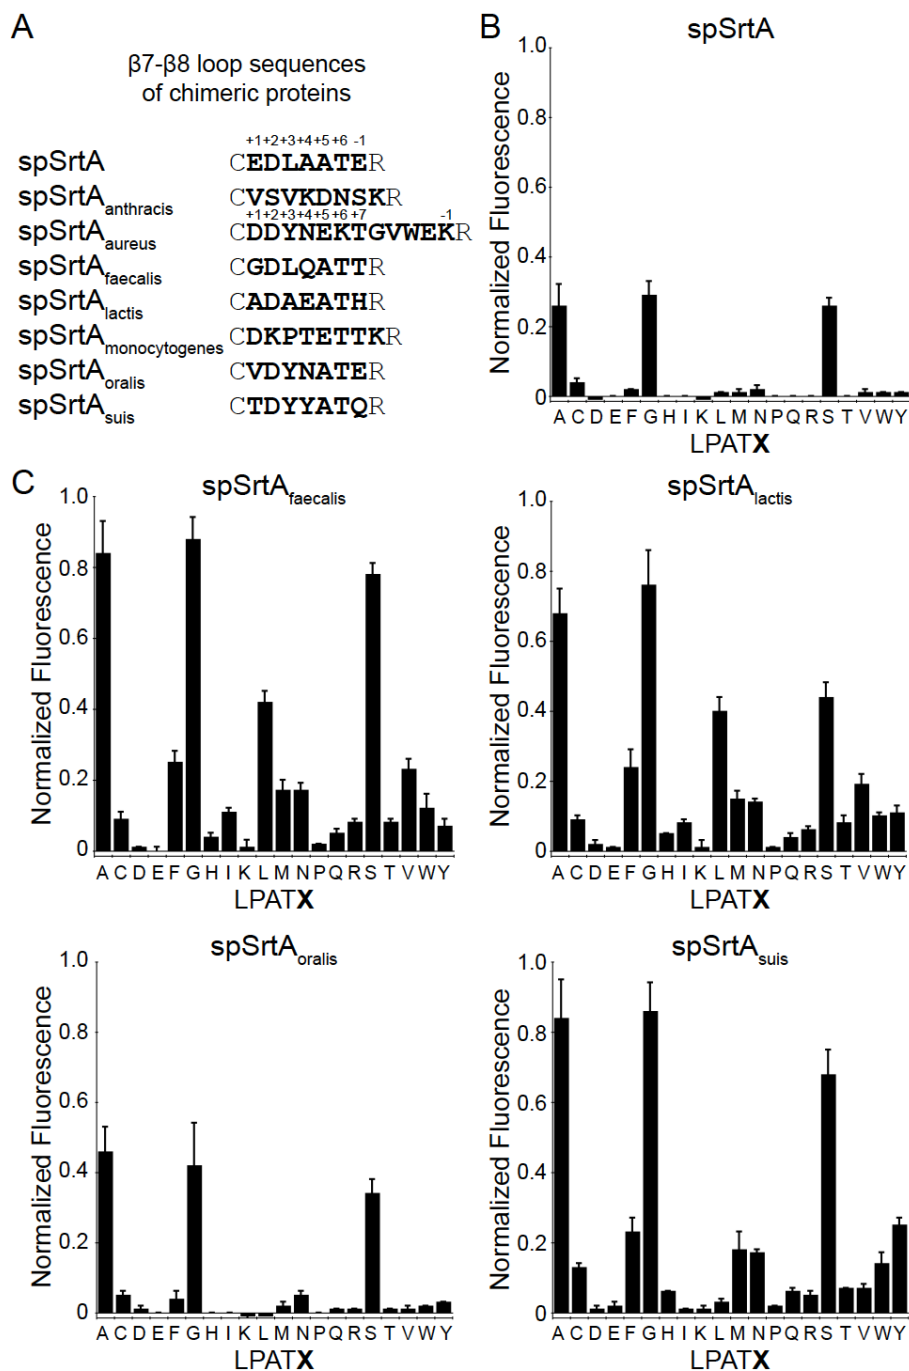 A
β7-β8 loop sequences
of chimeric proteins
+1+2+3+4+5+6 -1
spSrtA CEDLAATER
spSrtAanthracis CVSVKDNSKR
+1+2+3+4+5+6+7 -1
spSrtAaureus CDDYNEKTGVWEKR
spSrtAfaecalis CGDLQATTR
spSrtAlactis CADAEATHR
spSrtAmonocytogenes CDKPTETTKR
spSrtAoralis CVDYNATER
spSrtAsuis CTDYYATQR
B
spSrtA
Normalized Fluorescence
1.0
0.8
0.6
0.4
0.2
0
A C D E F G H I K L M N P Q R S T V W Y
LPATX
C
spSrtAfaecalis
Normalized Fluorescence
1.0
0.8
0.6
0.4
0.2
0
A C D E F G H I K L M N P Q R S T V W Y
LPATX
spSrtAlactis
Normalized Fluorescence
1.0
0.8
0.6
0.4
0.2
0
A C D E F G H I K L M N P Q R S T V W Y
LPATX
spSrtAoralis
Normalized Fluorescence
1.0
0.8
0.6
0.4
0.2
0
A C D E F G H I K L M N P Q R S T V W Y
LPATX
spSrtAsuis
Normalized Fluorescence
1.0
0.8
0.6
0.4
0.2
0
A C D E F G H I K L M N P Q R S T V W Y
LPATX